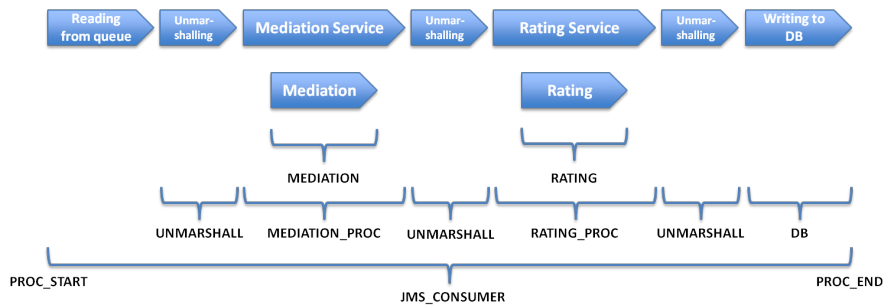 Reading
from queue
Unmar-
shalling
Mediation Service
Unmar-
shalling
Rating Service
Unmar-
shalling
Writing to
DB
Mediation
Rating
MEDIATION
RATING
UNMARSHALL
MEDIATION_PROC
UNMARSHALL
RATING_PROC
UNMARSHALL
DB
PROC_START
PROC_END
JMS_CONSUMER